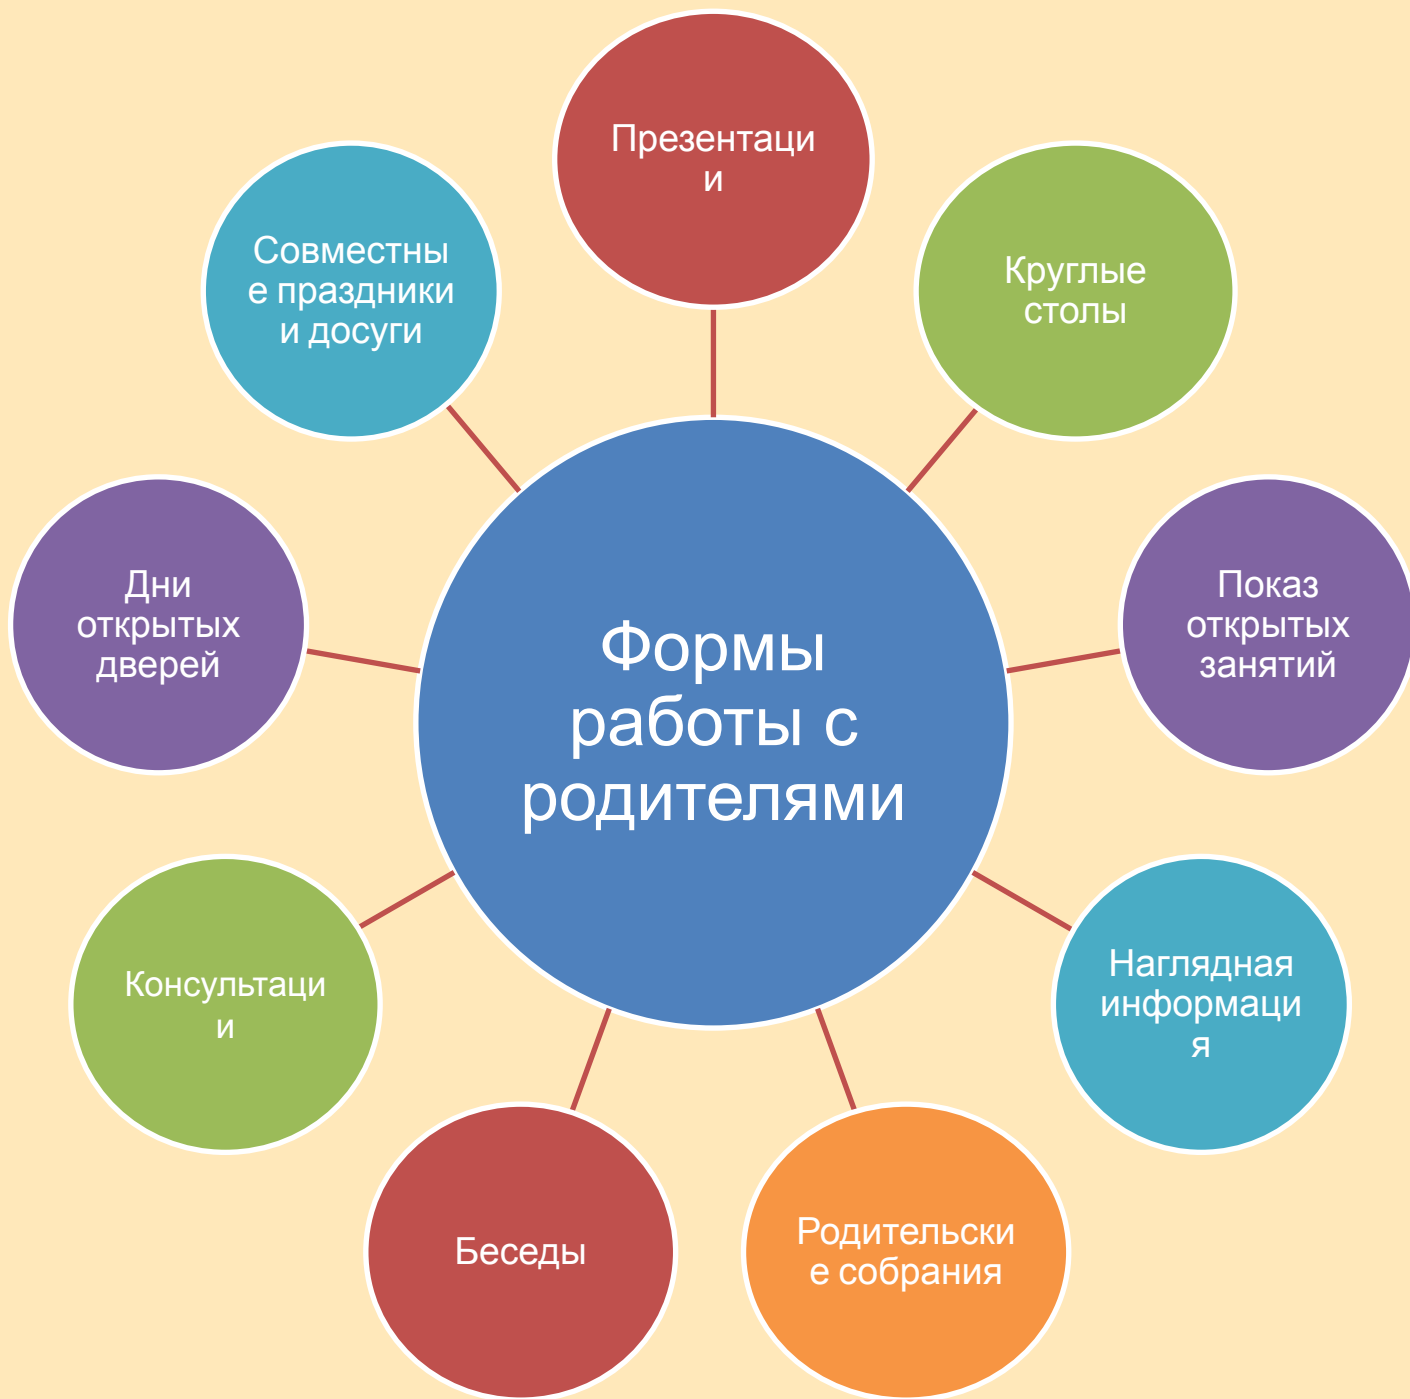 Презентаци
и
Круглые
столы
Показ
открытых
занятий
Наглядная
информаци
я
Родительски
е собрания
Беседы
Консультаци
и
Дни
открытых
дверей
Совместны
е праздники
и досуги
Формы
работы с
родителями